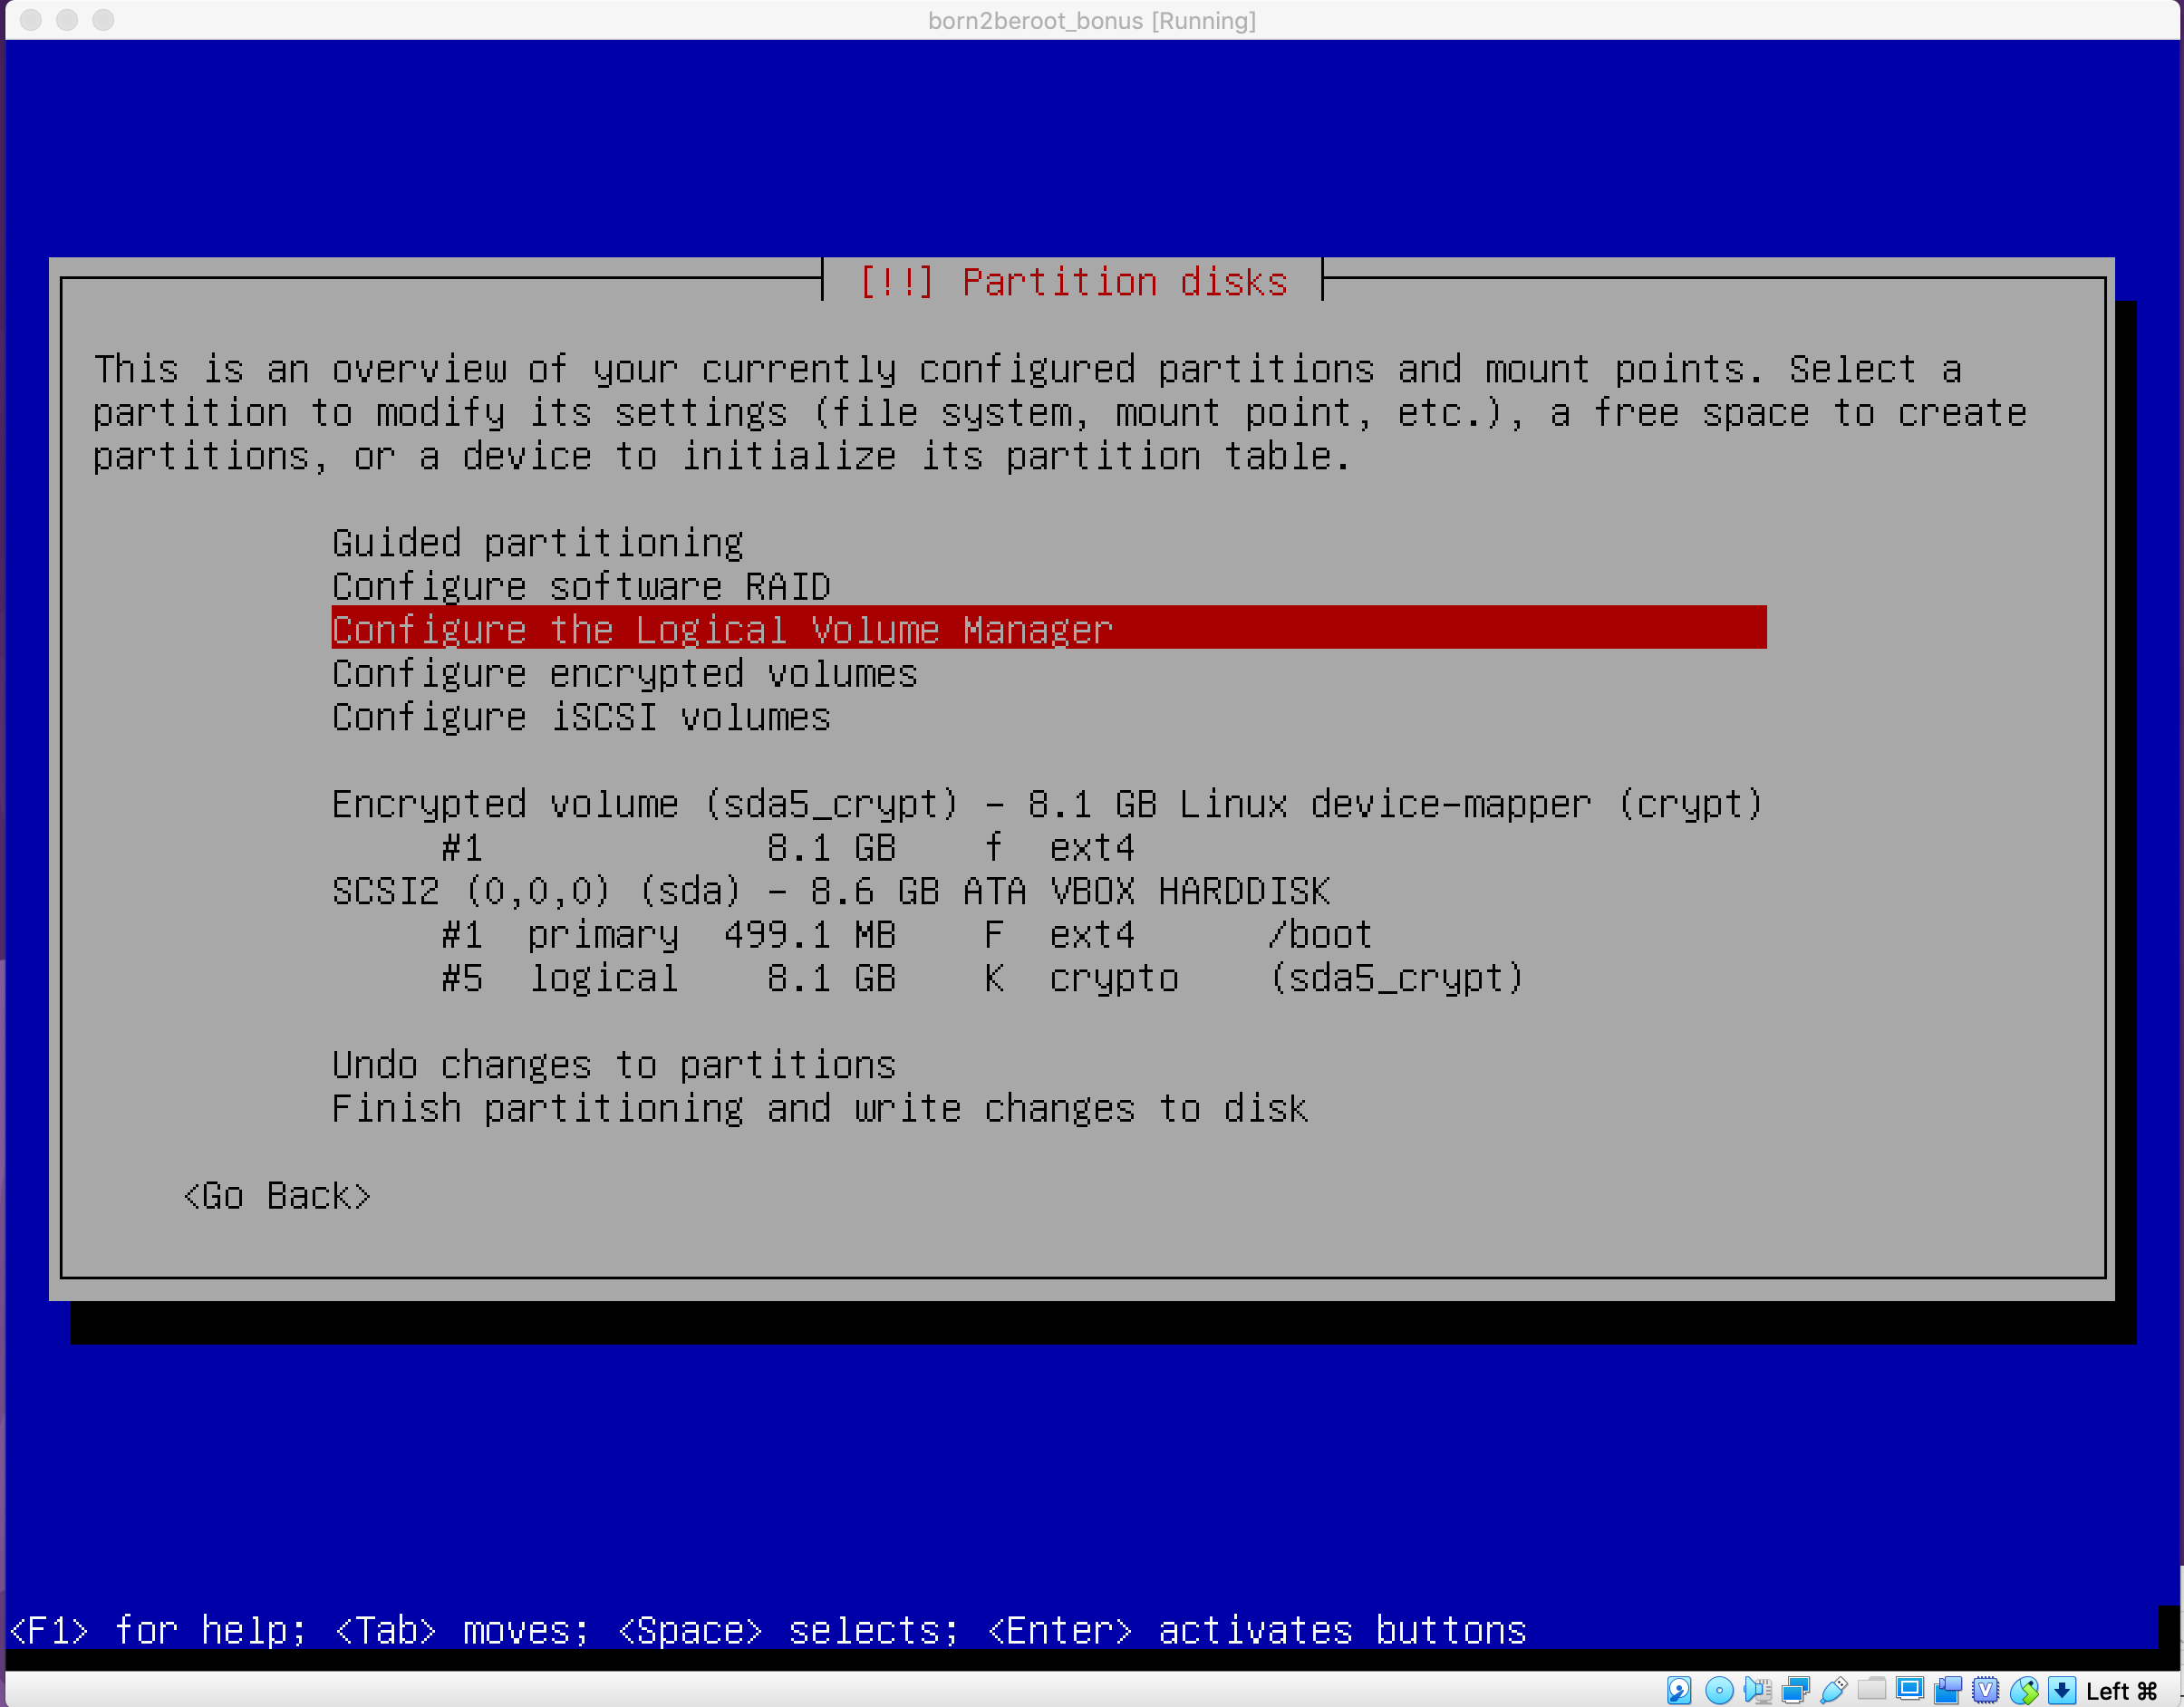 born2beroot_bonus [Running]
[!!] Partition disks
This is an overview of your currently configured partitions and mount points. Select a
partition to modify its settings (file system, mount point, etc.), a free space to create
partitions, or a device to initialize its partition table.
Guided partitioning
Configure software RAID
Configure the Logical Volume Manager
Configure encrypted volumes
Configure iSCSI volumes
Encrypted volume (sda5_crypt) - 8.1 GB Linux device-mapper (crypt)
#1 8.1 GB f ext4
SCSI2 (0,0,0) (sda) - 8.6 GB ATA VBOX HARDDISK
#1 primary 499.1 MB F ext4 /boot
#5 logical 8.1 GB K crypto (sda5_crypt)
Undo changes to partitions
Finish partitioning and write changes to disk
<Go Back>
<F1> for help; <Tab> moves; <Space> selects; <Enter> activates buttons
Left ⌘